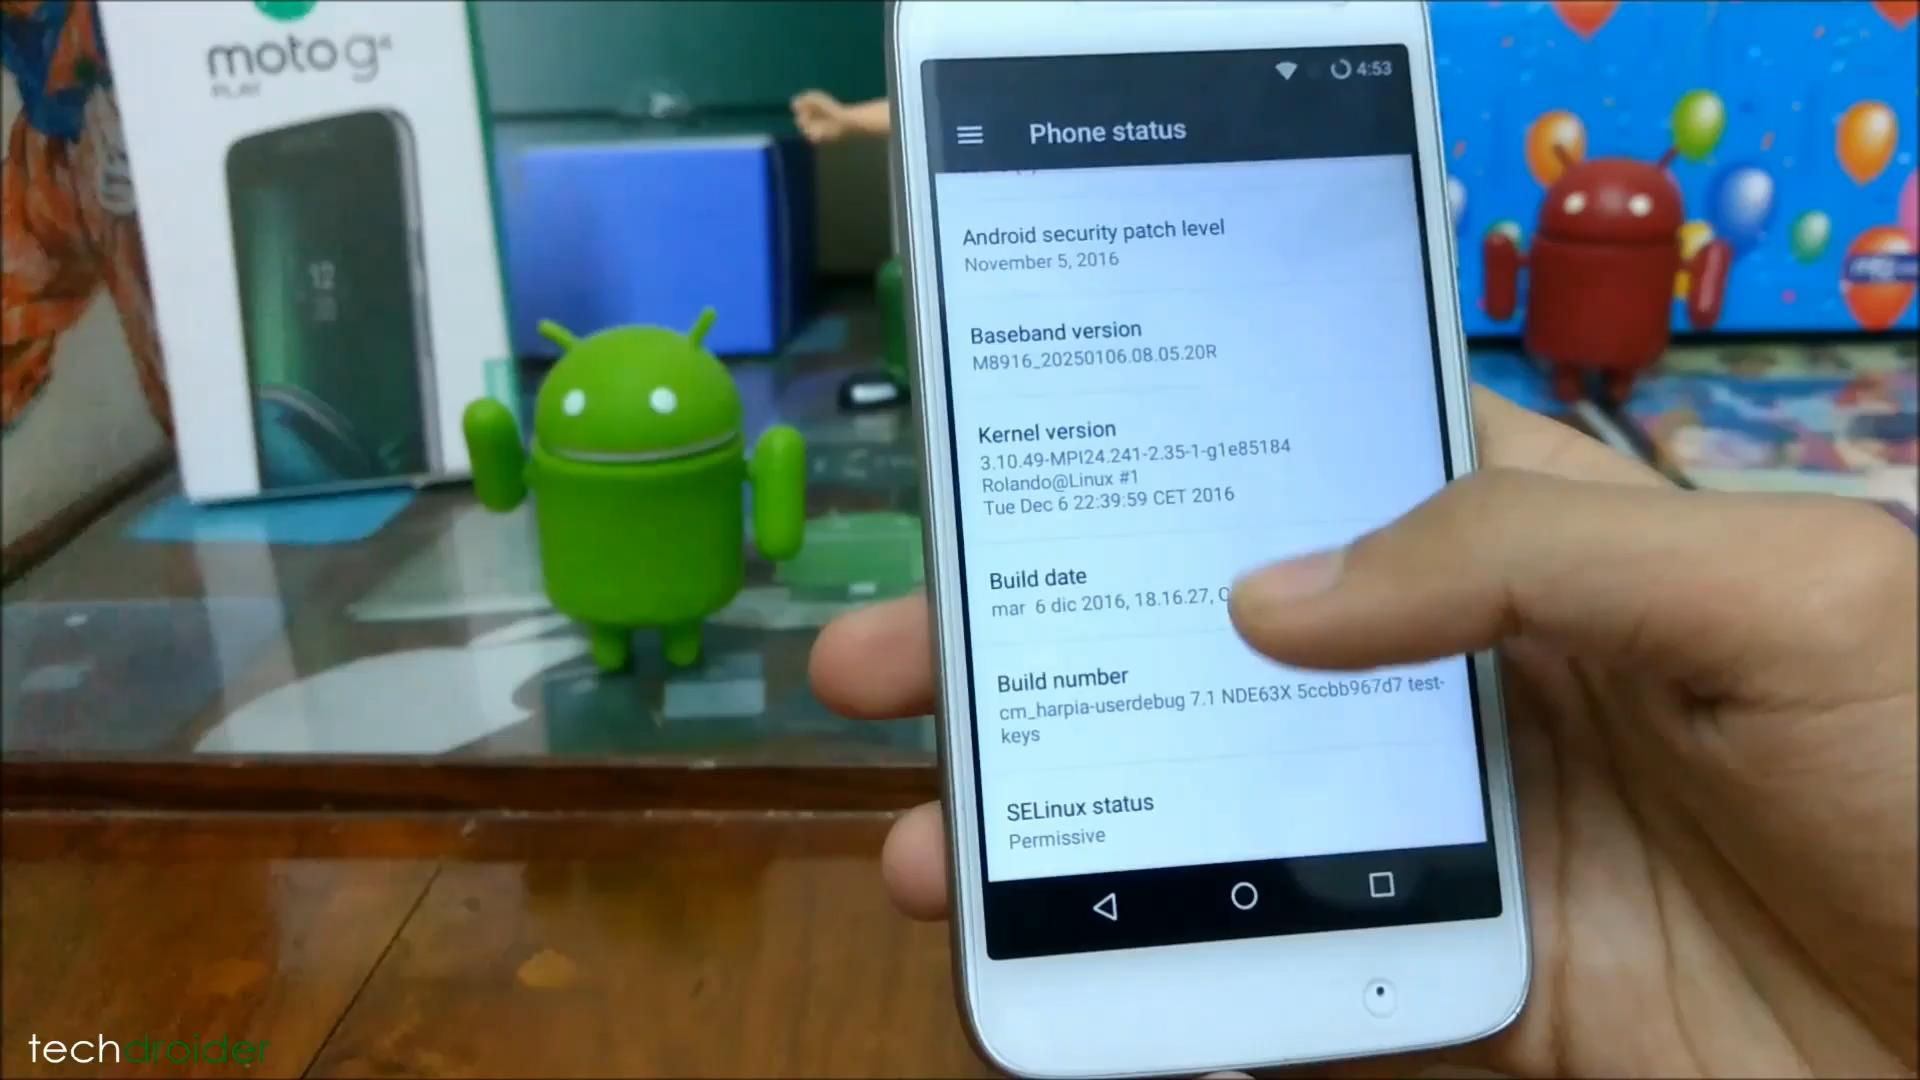 moto g4
PLAY
12
4:53
Phone status
Android security patch level
November 5, 2016
Baseband version
M8916_20250106.08.05.20R
Kernel version
3.10.49-MPI24.241-2.35-1-g1e85184
Rolando@Linux #1
Tue Dec 6 22:39:59 CET 2016
Build date
mar 6 dic 2016, 18.16.27, C
Build number
cm_harpia-userdebug 7.1 NDE63X 5ccbb967d7 test-
keys
SELinux status
Permissive
techdroider